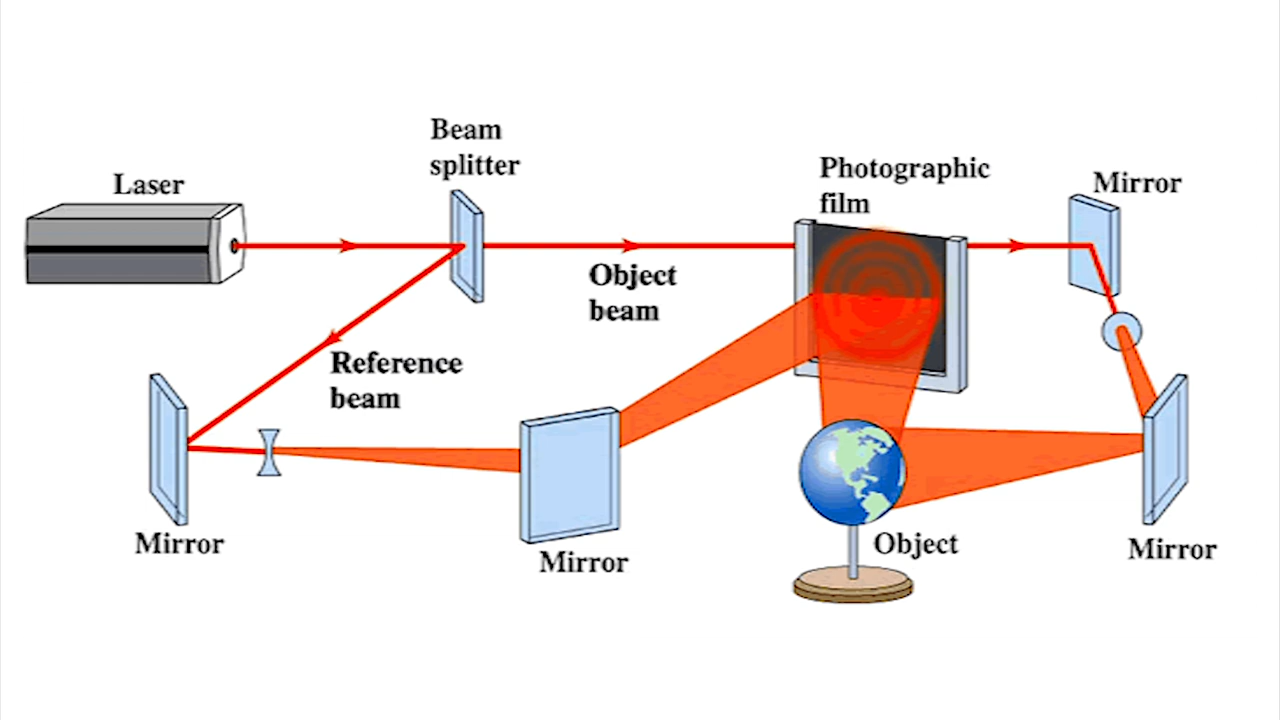 Beam
splitter
Laser
Photographic
film
Mirror
Object
beam
Reference
beam
Mirror
Mirror
Object
Mirror